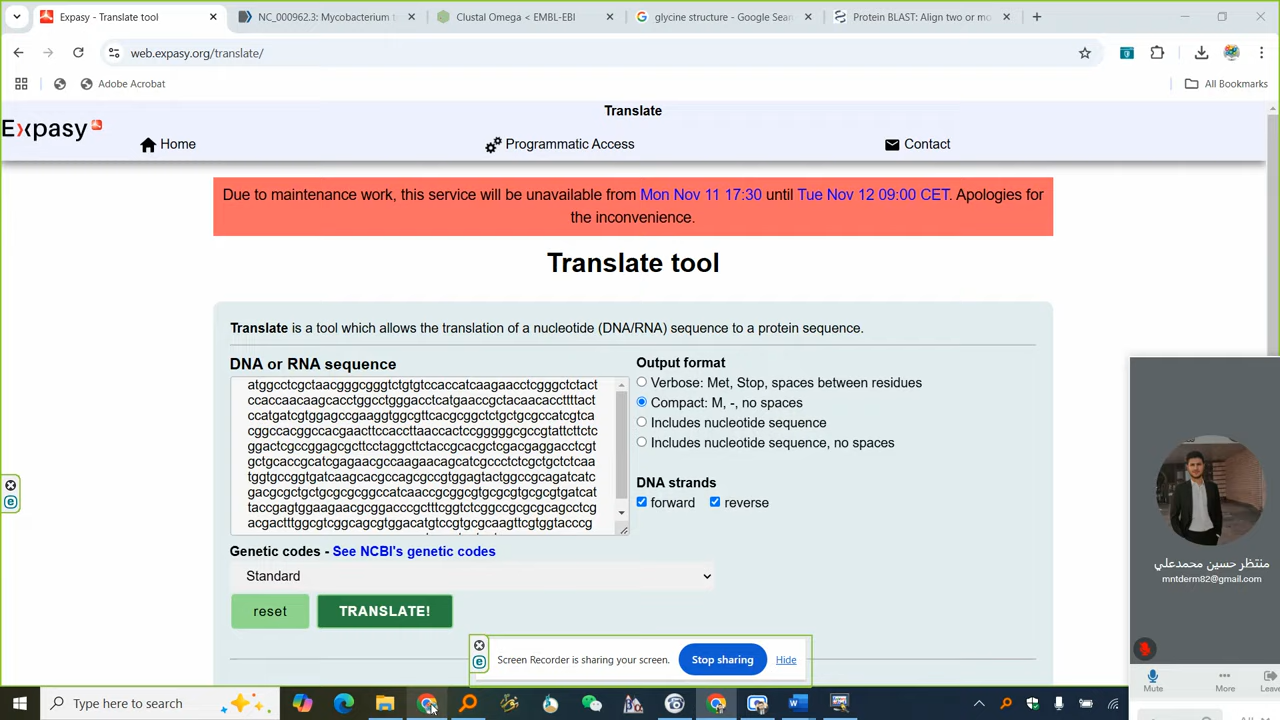 Expasy - Translate tool
NC_000962.3: Mycobacterium t
Clustal Omega < EMBL-EBI
glycine structure - Google Sear
Protein BLAST: Align two or mo
web.expasy.org/translate/
Adobe Acrobat
All Bookmarks
Translate
Expasy
Home
Programmatic Access
Contact
Due to maintenance work, this service will be unavailable from Mon Nov 11 17:30 until Tue Nov 12 09:00 CET. Apologies for
the inconvenience.
Translate tool
Translate is a tool which allows the translation of a nucleotide (DNA/RNA) sequence to a protein sequence.
DNA or RNA sequence
atggcctcgctaacgggcgggtctgtgtccaccatcaagaacctcgggctctact
cccaccaacaagcacctggcctgggacctcatgaaccgctacaacaccttttact
ccatgatcgtggagccgaaggtggcgttcacgcggctctgctgcgccatcgtca
cggccacggccacgaacttccaccttaaccactcgggggcgccgtattcttctc
ggactcgccggagcgcttcctaggcttctaccgcacgctcgacgaggacctcgt
gctgcaccgcatcgagaacgccaagaacagcatcgccctctcgctgctctcaa
tggtgccggtgatcaagcacgccagcgccgtggagtatggccgcagatcatc
gacgcgctgctgcgcgcggccatcaaccgcggcgtgcgcgtgcgcgtgatcat
taccgagtggaagaacgcggacccgctttcggtctcggccgcgcgcagcctcg
acgactttggcgtcggcagcgtggacatgtccgtgcgcaagttcgtggtacccg
Output format
Verbose: Met, Stop, spaces between residues
Compact: M, -, no spaces
Includes nucleotide sequence
Includes nucleotide sequence, no spaces
DNA strands
forward
reverse
Genetic codes - See NCBI's genetic codes
Standard
reset
TRANSLATE!
Screen Recorder is sharing your screen.
Stop sharing
Hide
منتظر حسين محمدعلي
mntderm82@gmail.com
Mute
More
Leav
Type here to search